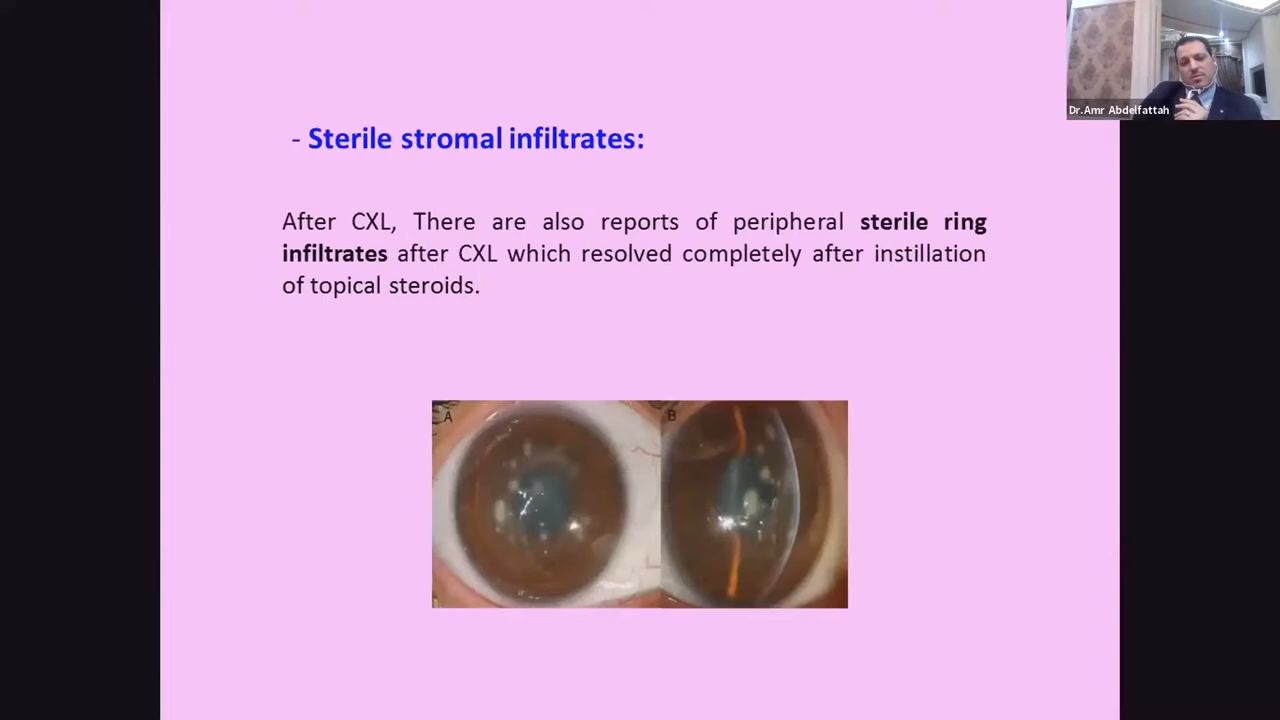 Dr.Amr Abdelfattah
- Sterile stromal infiltrates:
After CXL, There are also reports of peripheral sterile ring
infiltrates after CXL which resolved completely after instillation
of topical steroids.
A
B